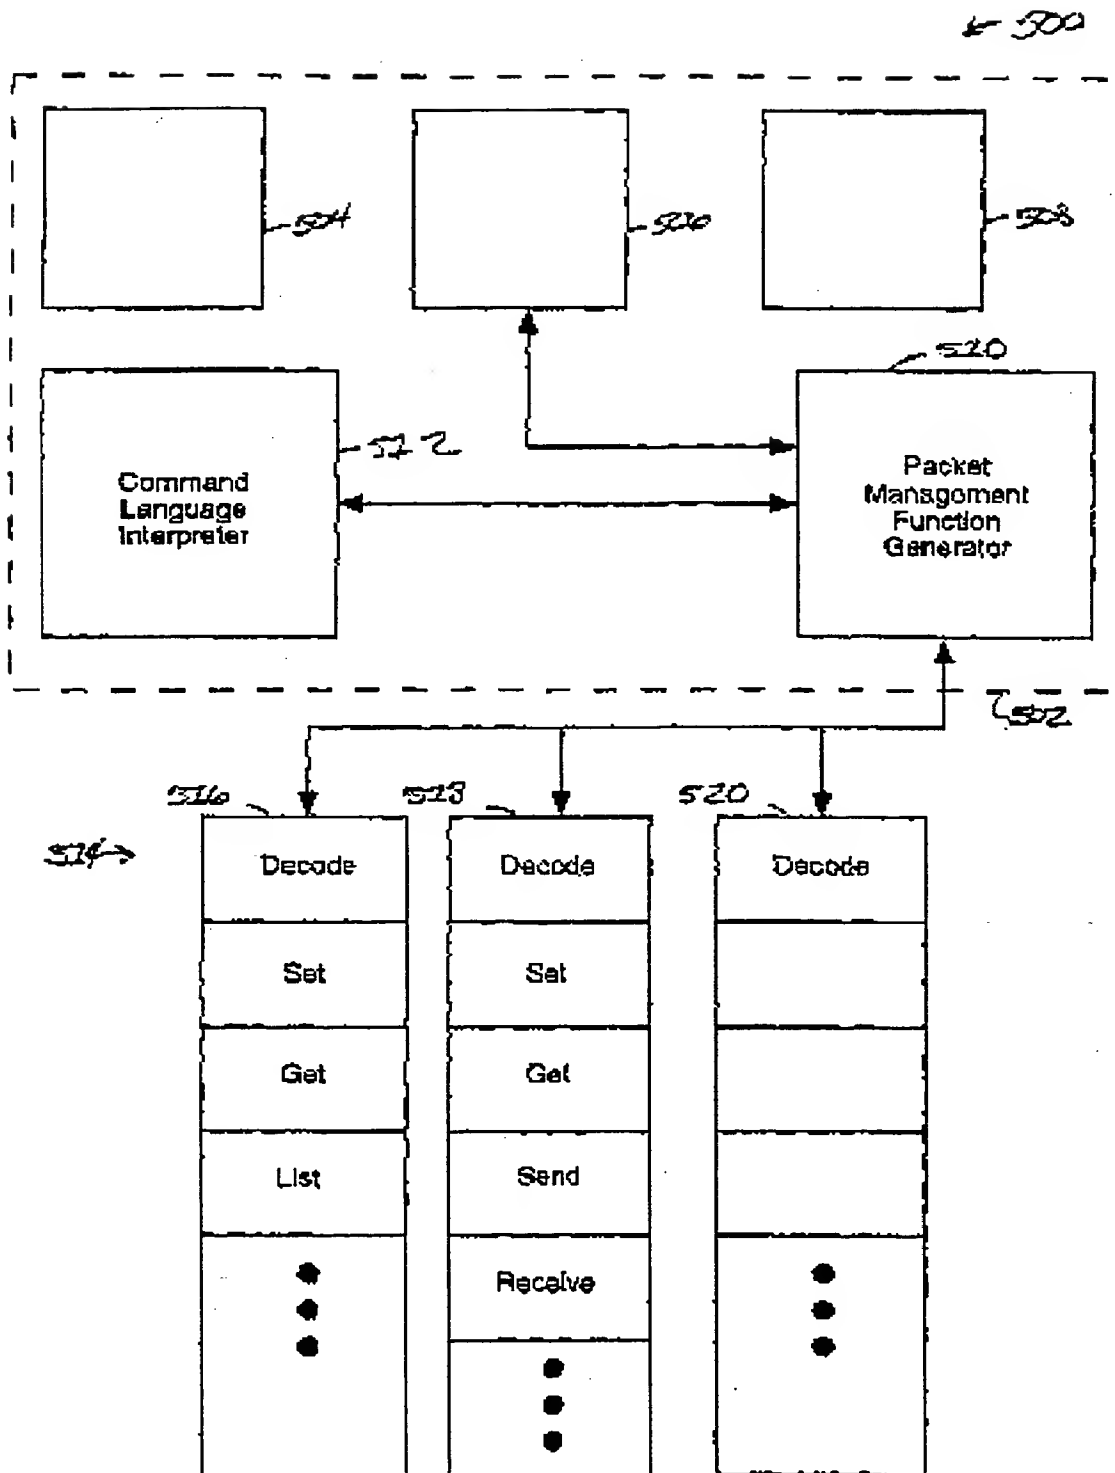 500
504
506
508
510
512
Command
Language
Interpreter
Packet
Management
Function
Generator
502
516
518
520
514
Decode
Decode
Decode
Set
Set
Get
Get
List
Send
Receive